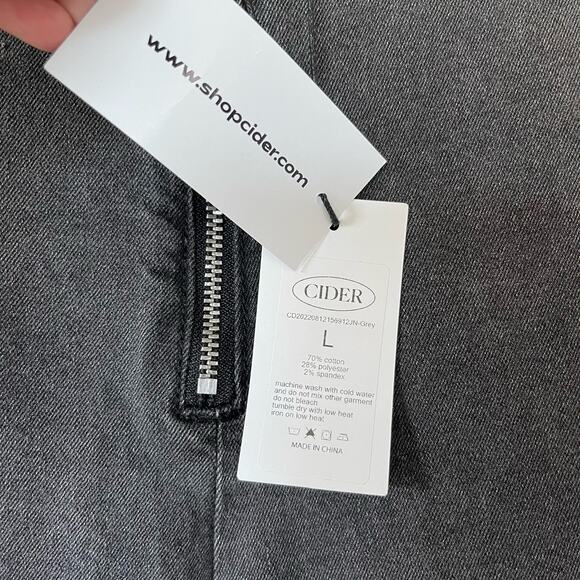 www.shopcider.com
CIDER
CD20220812156912JN-Grey
L
70% cotton
28% polyester
2% spandex
machine wash with cold water
and do not mix other garment
do not bleach
tumble dry with low heat
iron on low heat
MADE IN CHINA